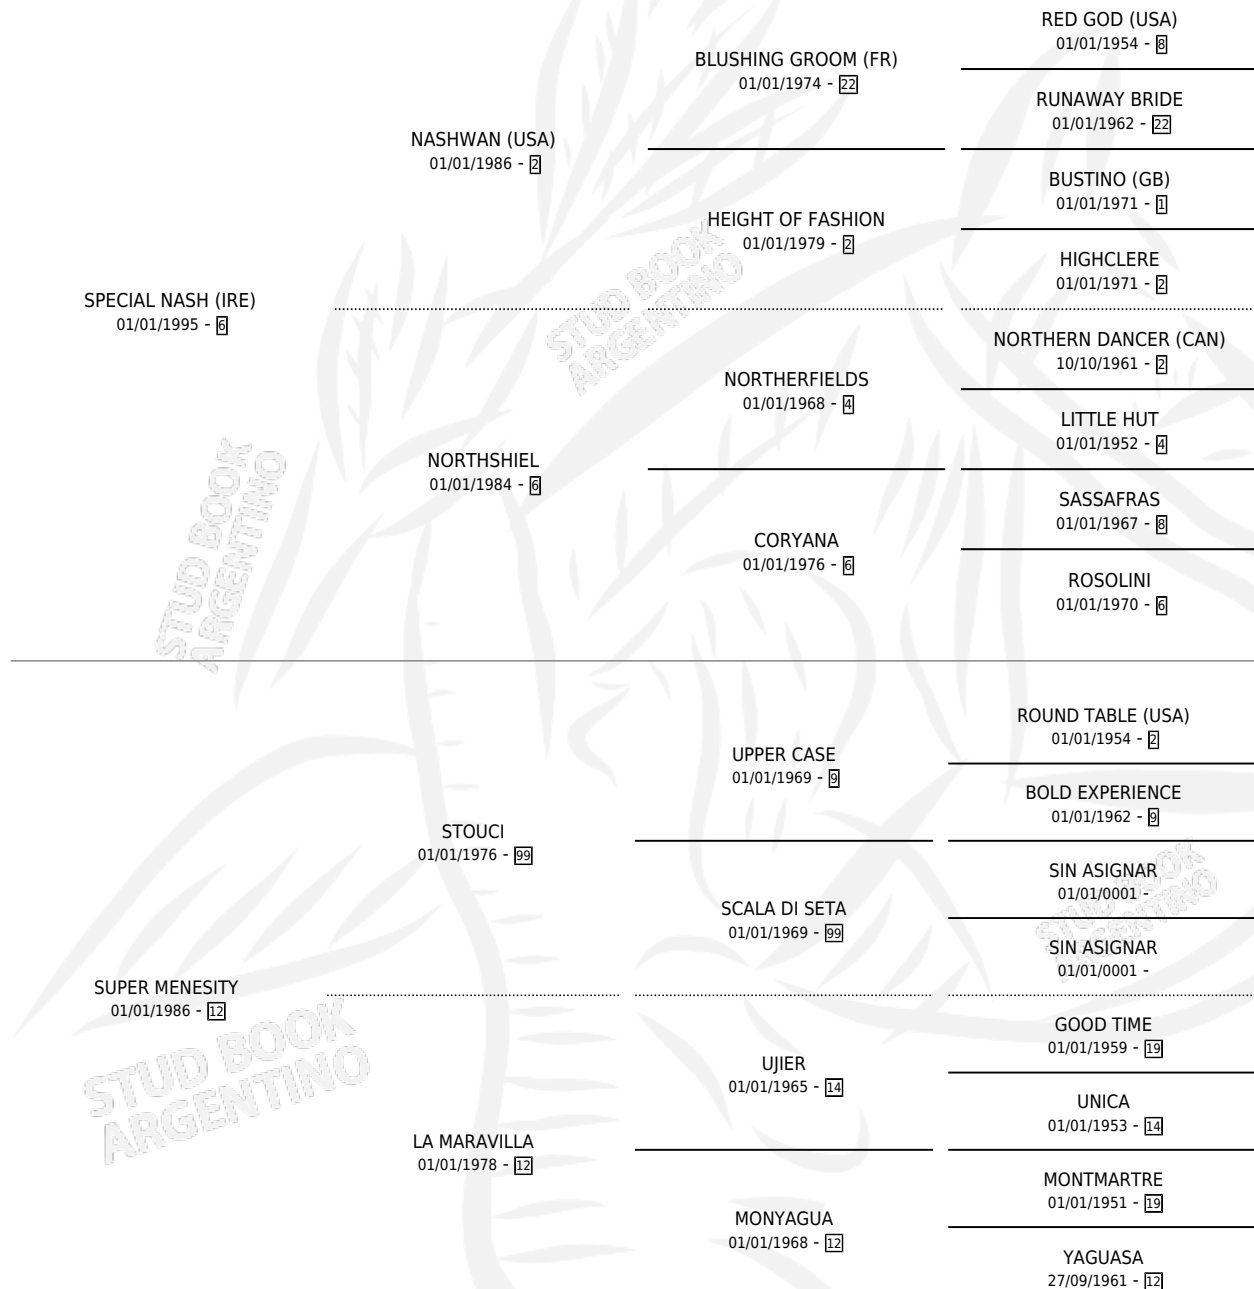 RED GOD (USA)
01/01/1954 - 8
BLUSHING GROOM (FR)
01/01/1974 - 22
RUNAWAY BRIDE
01/01/1962 - 22
NASHWAN (USA)
01/01/1986 - 2
BUSTINO (GB)
01/01/1971 - 1
HEIGHT OF FASHION
01/01/1979 - 2
HIGHCLERE
01/01/1971 - 2
SPECIAL NASH (IRE)
01/01/1995 - 6
NORTHERN DANCER (CAN)
10/10/1961 - 2
NORTHERFIELDS
01/01/1968 - 4
LITTLE HUT
01/01/1952 - 4
NORTHSHIEL
01/01/1984 - 6
SASSAFRAS
01/01/1967 - 8
CORYANA
01/01/1976 - 6
ROSOLINI
01/01/1970 - 6
ROUND TABLE (USA)
01/01/1954 - 2
UPPER CASE
01/01/1969 - 9
BOLD EXPERIENCE
01/01/1962 - 9
STOUCI
01/01/1976 - 99
SIN ASIGNAR
01/01/0001 -
SCALA DI SETA
01/01/1969 - 99
SIN ASIGNAR
01/01/0001 -
SUPER MENESITY
01/01/1986 - 12
GOOD TIME
01/01/1959 - 19
UJIER
01/01/1965 - 14
UNICA
01/01/1953 - 14
LA MARAVILLA
01/01/1978 - 12
MONTMARTRE
01/01/1951 - 19
MONYAGUA
01/01/1968 - 12
YAGUASA
27/09/1961 - 12
STUD BOOK
ARGENTINO
STUD BOOK
ARGENTINO
STUD BOOK
ARGENTINO
STUD BOOK
ARGENTINO